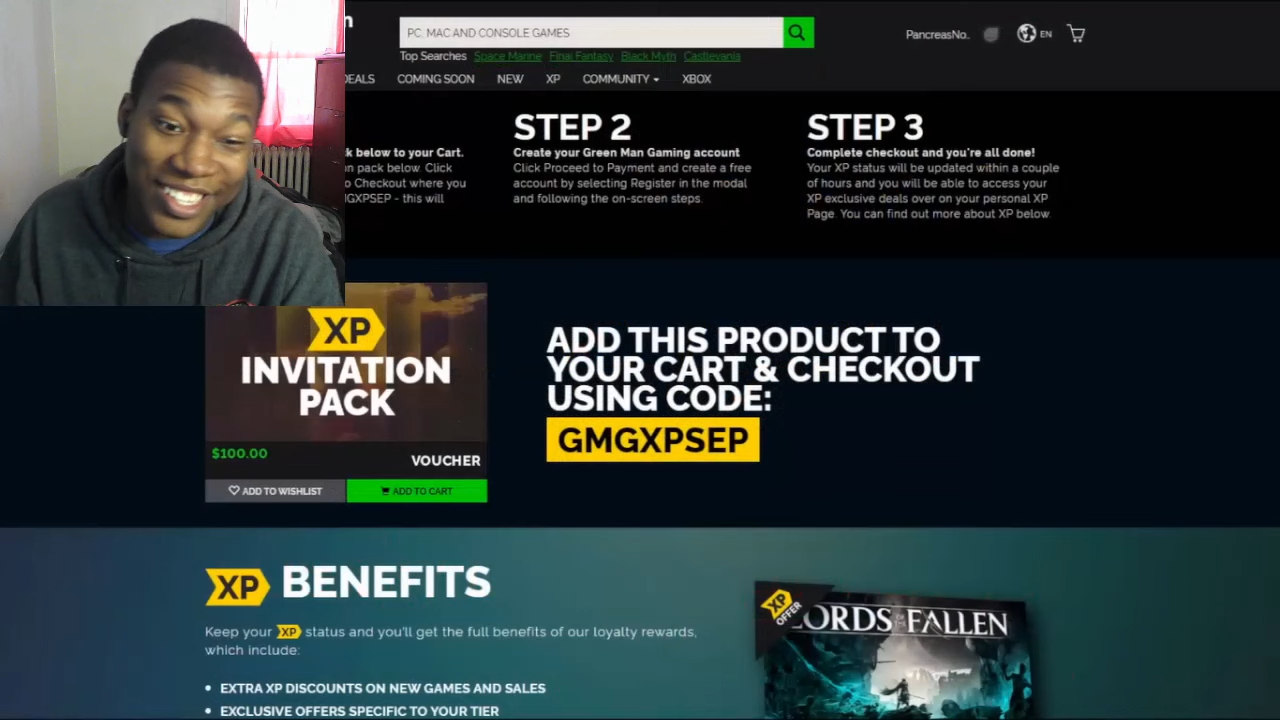 n
PC, MAC AND CONSOLE GAMES
PancreasNo..
EN
Top Searches Space Marine Final Fantasy Black Myth Castlevania
DEALS COMING SOON NEW XP COMMUNITY XBOX
k below to your Cart.
n pack below. Click
o Checkout where you
GXPSEP - this will
STEP 2
Create your Green Man Gaming account
Click Proceed to Payment and create a free
account by selecting Register in the modal
and following the on-screen steps.
STEP 3
Complete checkout and you're all done!
Your XP status will be updated within a couple
of hours and you will be able to access your
XP exclusive deals over on your personal XP
Page. You can find out more about XP below.
XP
INVITATION
PACK
$100.00
VOUCHER
ADD TO WISHLIST
ADD TO CART
ADD THIS PRODUCT TO
YOUR CART & CHECKOUT
USING CODE:
GMGXPSEP
XP BENEFITS
Keep your XP status and you'll get the full benefits of our loyalty rewards,
which include:
• EXTRA XP DISCOUNTS ON NEW GAMES AND SALES
• EXCLUSIVE OFFERS SPECIFIC TO YOUR TIER
XP
OFFER
LORDS OF THE FALLEN